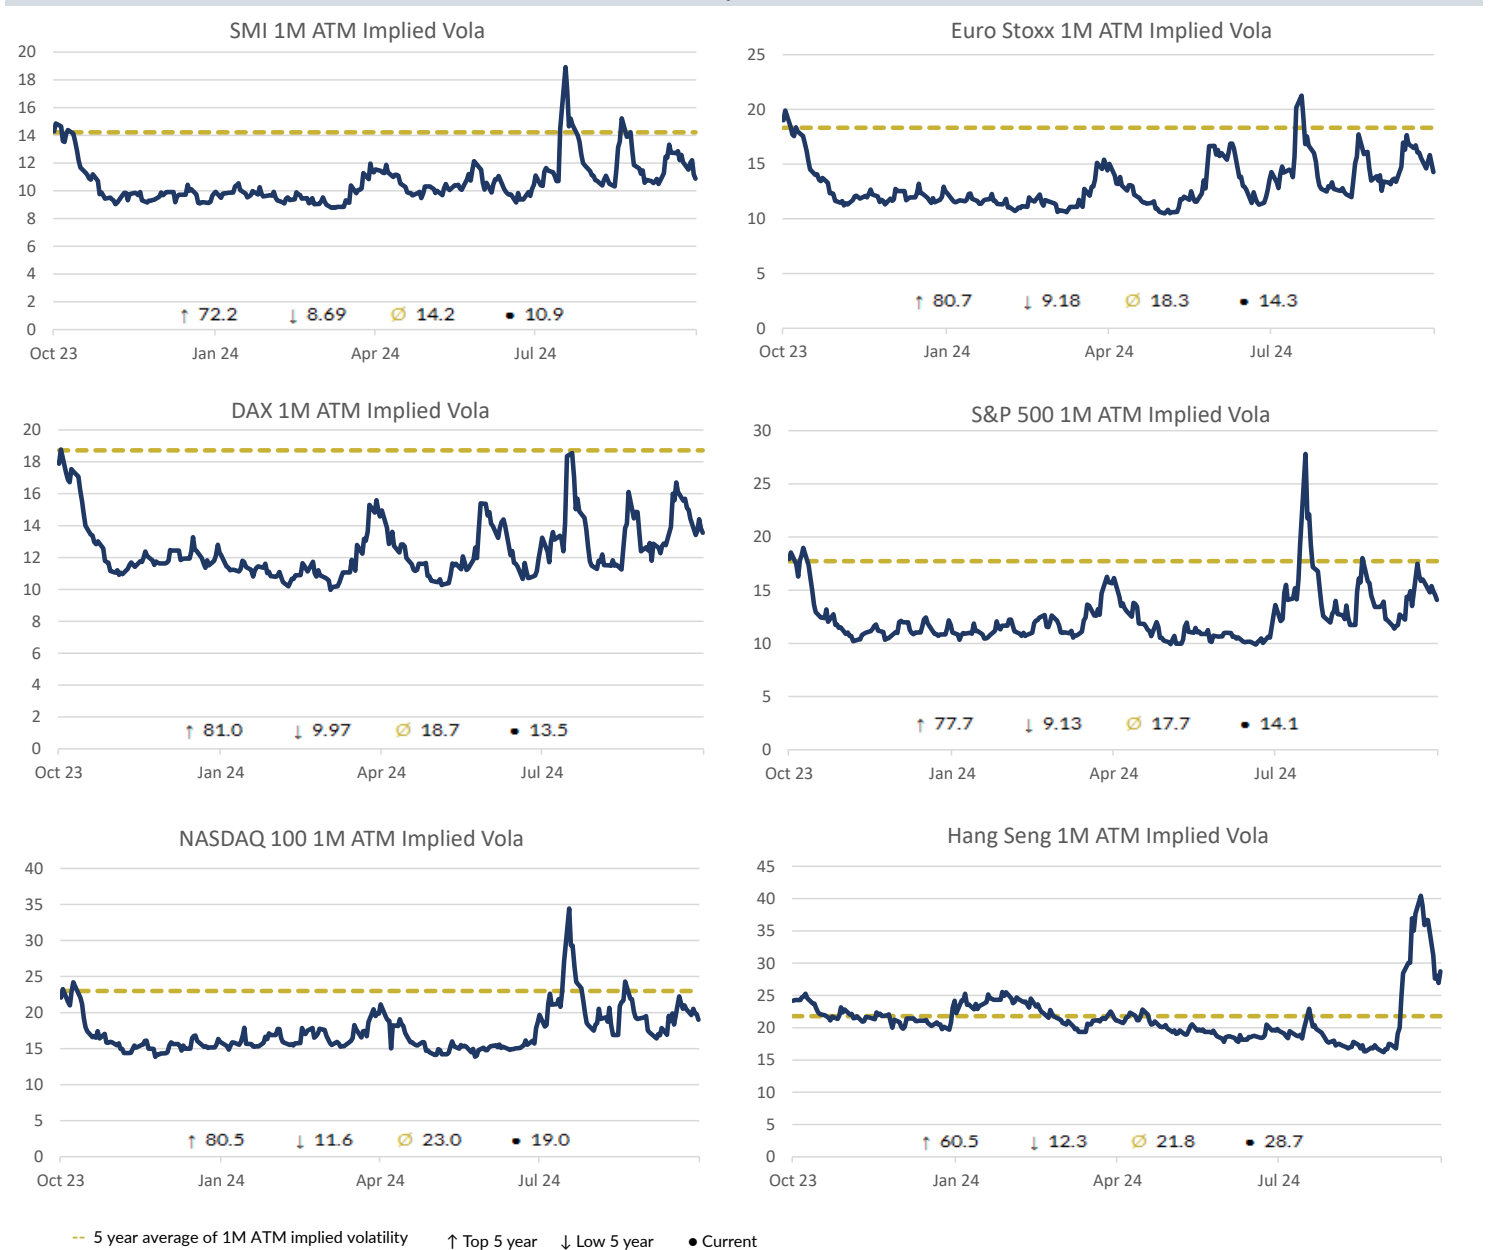 SMI 1M ATM Implied Vola
20
18
16
14
12
10
8
6
4
2
0
↑ 72.2 ↓ 8.69 Ø 14.2 • 10.9
Oct 23 Jan 24 Apr 24 Jul 24
Euro Stoxx 1M ATM Implied Vola
25
20
15
10
5
0
↑ 80.7 ↓ 9.18 Ø 18.3 • 14.3
Oct 23 Jan 24 Apr 24 Jul 24
DAX 1M ATM Implied Vola
20
18
16
14
12
10
8
6
4
2
0
↑ 81.0 ↓ 9.97 Ø 18.7 • 13.5
Oct 23 Jan 24 Apr 24 Jul 24
S&P 500 1M ATM Implied Vola
30
25
20
15
10
5
0
↑ 77.7 ↓ 9.13 Ø 17.7 • 14.1
Oct 23 Jan 24 Apr 24 Jul 24
NASDAQ 100 1M ATM Implied Vola
40
35
30
25
20
15
10
5
0
↑ 80.5 ↓ 11.6 Ø 23.0 • 19.0
Oct 23 Jan 24 Apr 24 Jul 24
Hang Seng 1M ATM Implied Vola
45
40
35
30
25
20
15
10
5
0
↑ 60.5 ↓ 12.3 Ø 21.8 • 28.7
Oct 23 Jan 24 Apr 24 Jul 24
-- 5 year average of 1M ATM implied volatility ↑ Top 5 year ↓ Low 5 year • Current